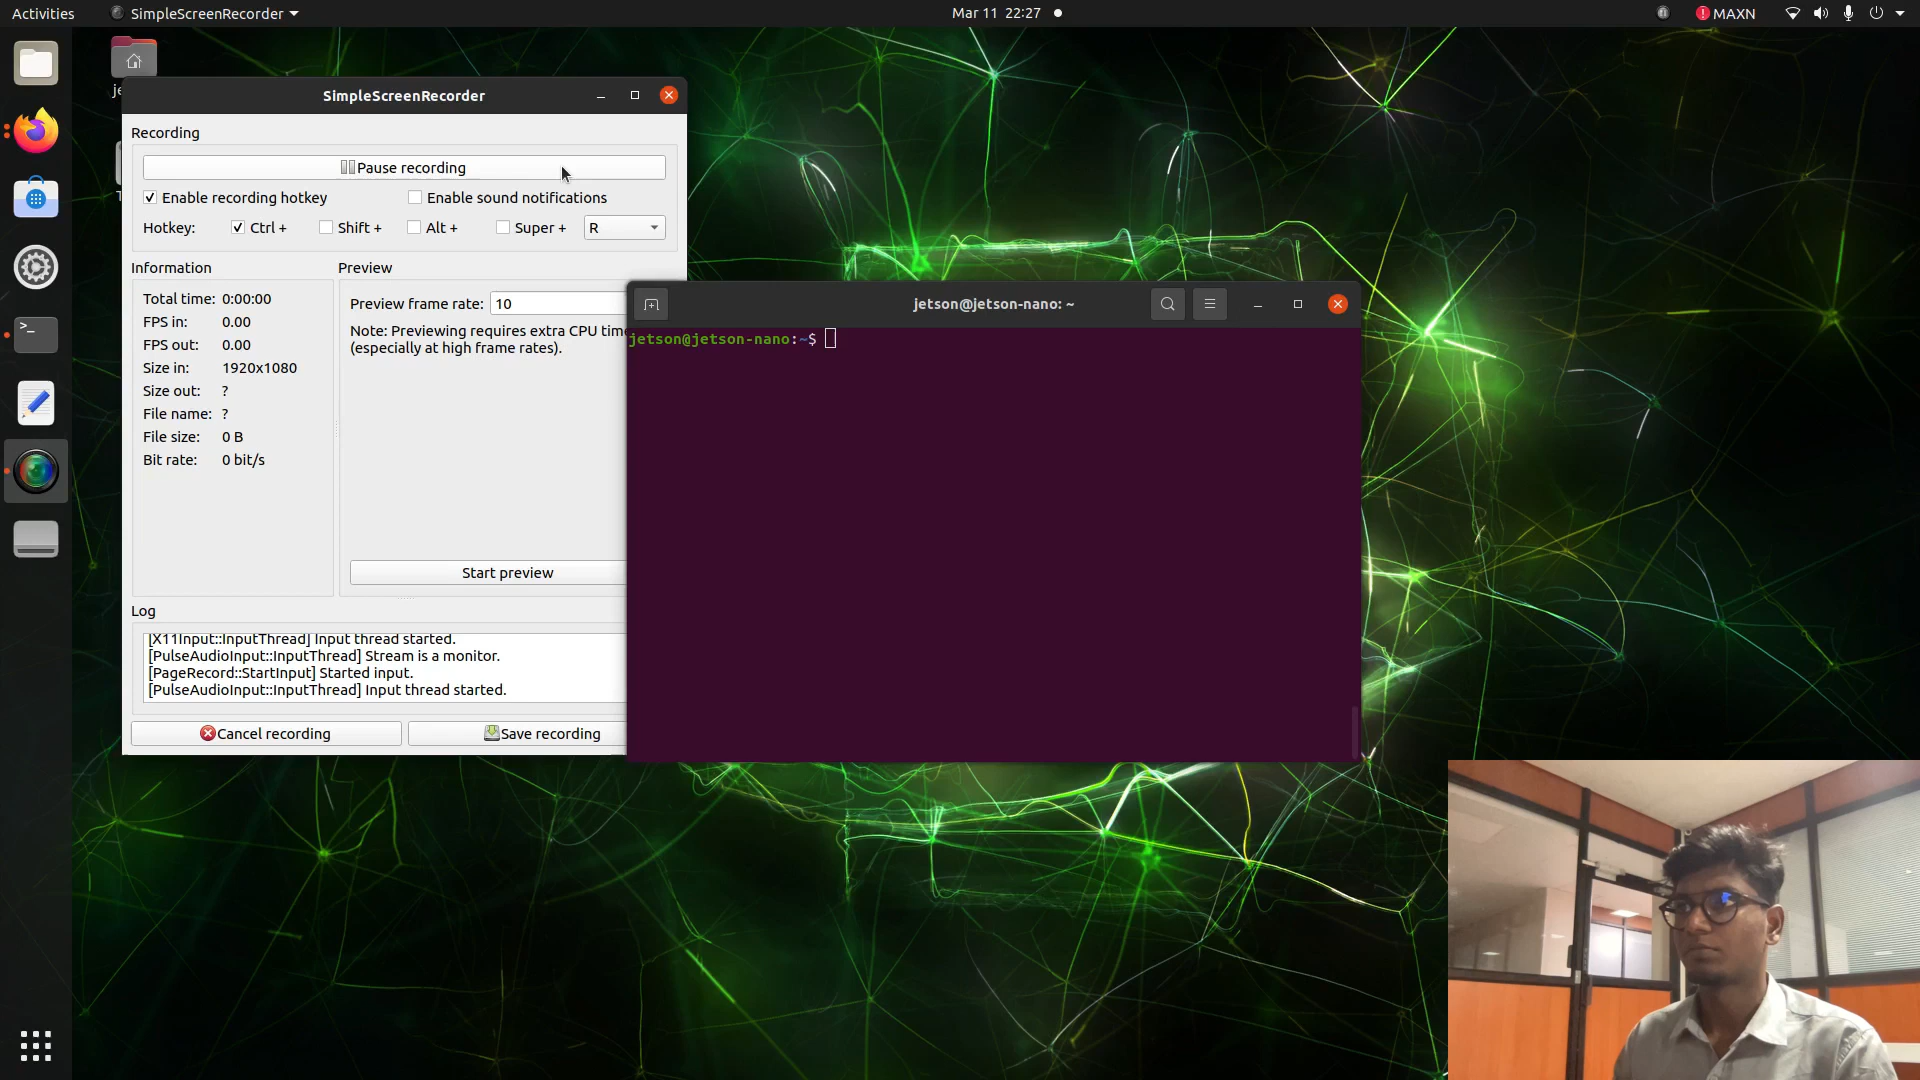 Activities
SimpleScreenRecorder
Mar 11 22:27
MAXN
SimpleScreenRecorder
Recording
Pause recording
Enable recording hotkey
Enable sound notifications
Hotkey:
Ctrl +
Shift +
Alt +
Super +
R
Information
Total time: 0:00:00
FPS in: 0.00
FPS out: 0.00
Size in: 1920x1080
Size out: ?
File name: ?
File size: 0 B
Bit rate: 0 bit/s
Preview
Preview frame rate: 10
Note: Previewing requires extra CPU time
(especially at high frame rates).
Start preview
Log
[X11Input::InputThread] Input thread started.
[PulseAudioInput::InputThread] Stream is a monitor.
[PageRecord::StartInput] Started input.
[PulseAudioInput::InputThread] Input thread started.
Cancel recording
Save recording
jetson@jetson-nano: ~
jetson@jetson-nano:~$